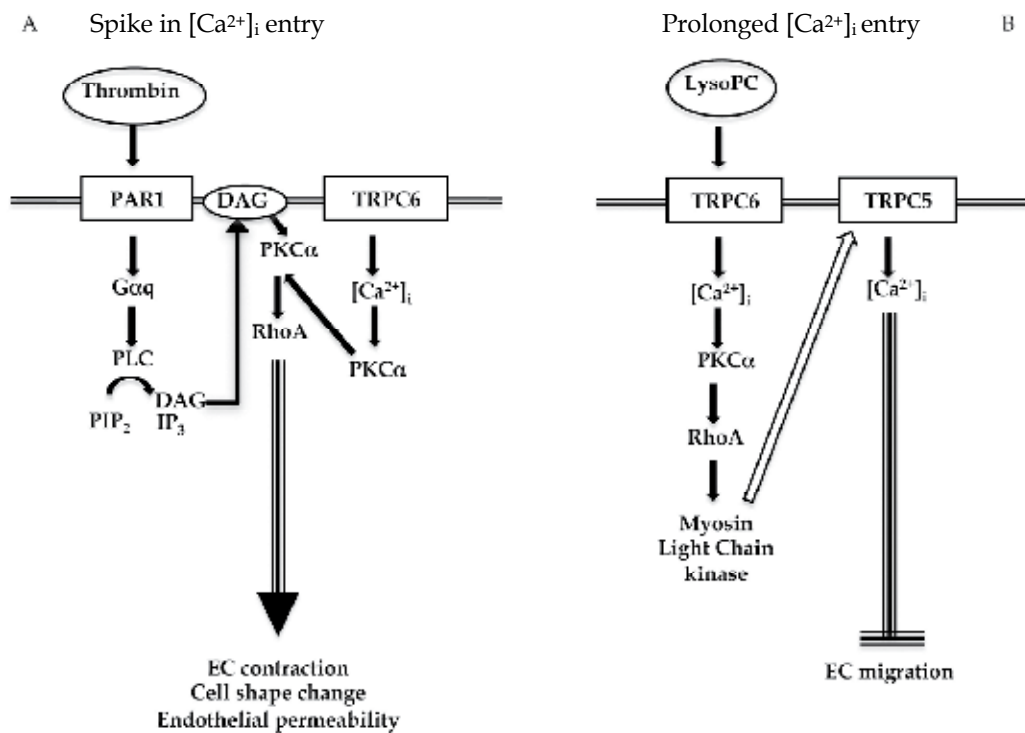 A
Spike in [Ca²⁺]ᵢ entry
Thrombin
PAR1
DAG
TRPC6
PKCα
Gαq
[Ca²⁺]ᵢ
RhoA
PLC
PKCα
DAG
PIP₂
IP₃
EC contraction
Cell shape change
Endothelial permeability
Prolonged [Ca²⁺]ᵢ entry
B
LysoPC
TRPC6
TRPC5
[Ca²⁺]ᵢ
[Ca²⁺]ᵢ
PKCα
RhoA
Myosin
Light Chain
kinase
EC migration